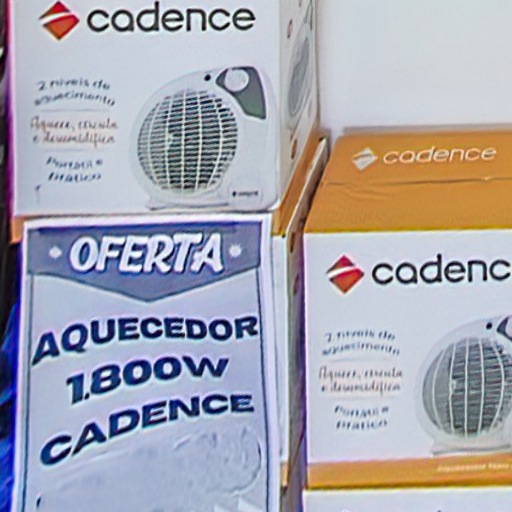 cadence
2 níveis de
aquecimento
Aquece, circula
e desumidifica
Portátil e
prático
OFERTA
AQUECEDOR
1.800W
CADENCE
cadence
cadenc
2 níveis de
aquecimento
Aquece, circula
e desumidifica
Portátil e
prático